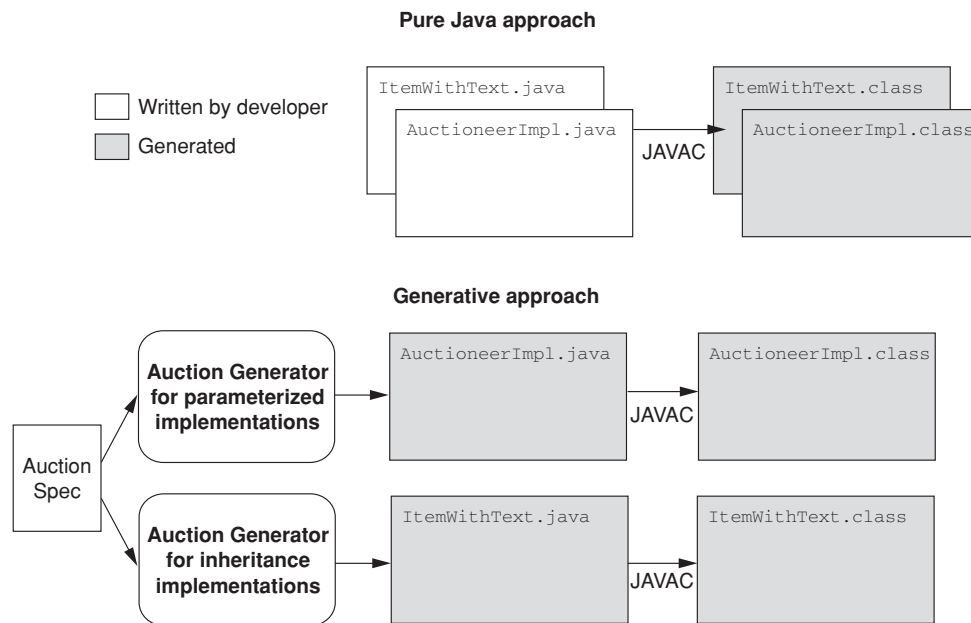 Pure Java approach
Written by developer
Generated
ItemWithText.java
AuctioneerImpl.java
JAVAC
ItemWithText.class
AuctioneerImpl.class
Generative approach
Auction
Spec
Auction Generator
for parameterized
implementations
AuctioneerImpl.java
JAVAC
AuctioneerImpl.class
Auction Generator
for inheritance
implementations
ItemWithText.java
JAVAC
ItemWithText.class